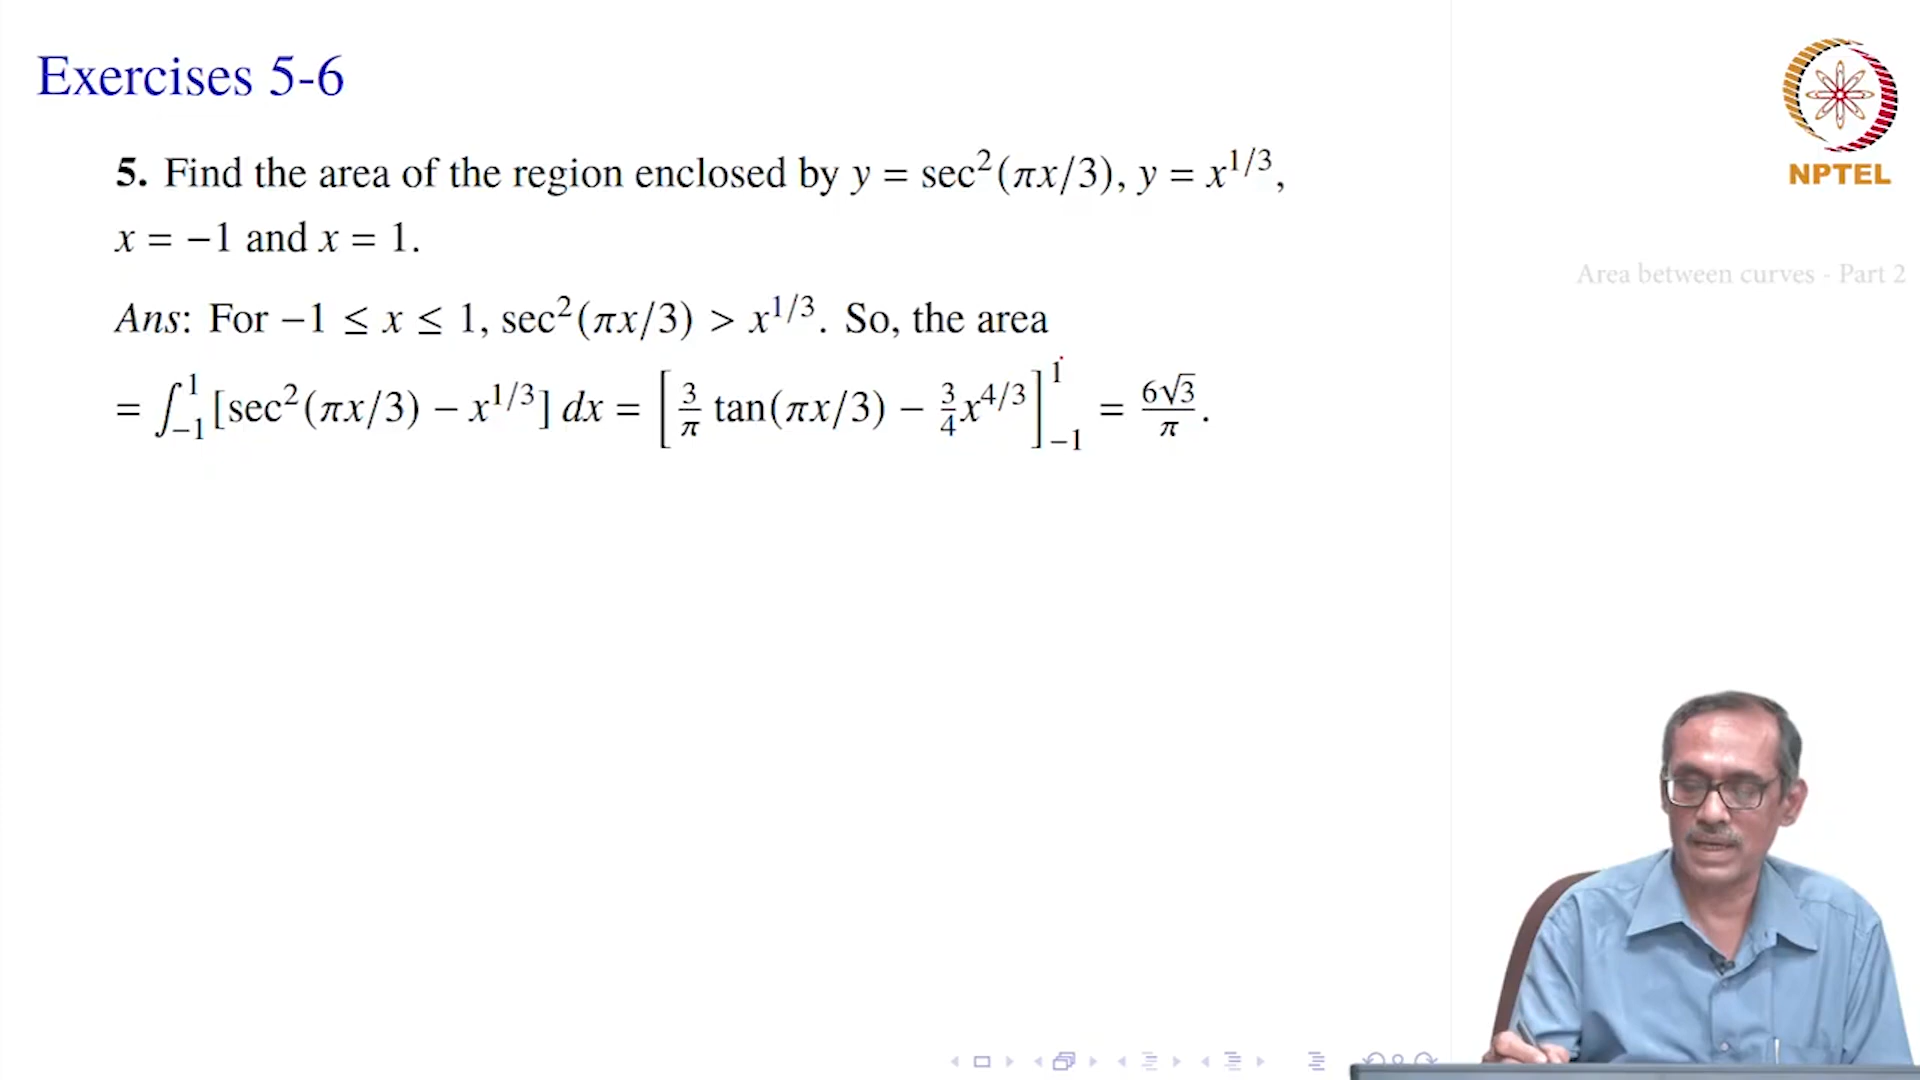 Exercises 5-6
NPTEL
5. Find the area of the region enclosed by y = sec²(πx/3), y = x^{1/3},
x = −1 and x = 1.
Area between curves - Part 2
Ans: For −1 ≤ x ≤ 1, sec²(πx/3) > x^{1/3}. So, the area
= ∫_{−1}^{1} [sec²(πx/3) − x^{1/3}] dx = [3/π tan(πx/3) − 3/4 x^{4/3}]_{−1}^{1} = 6√3/π.